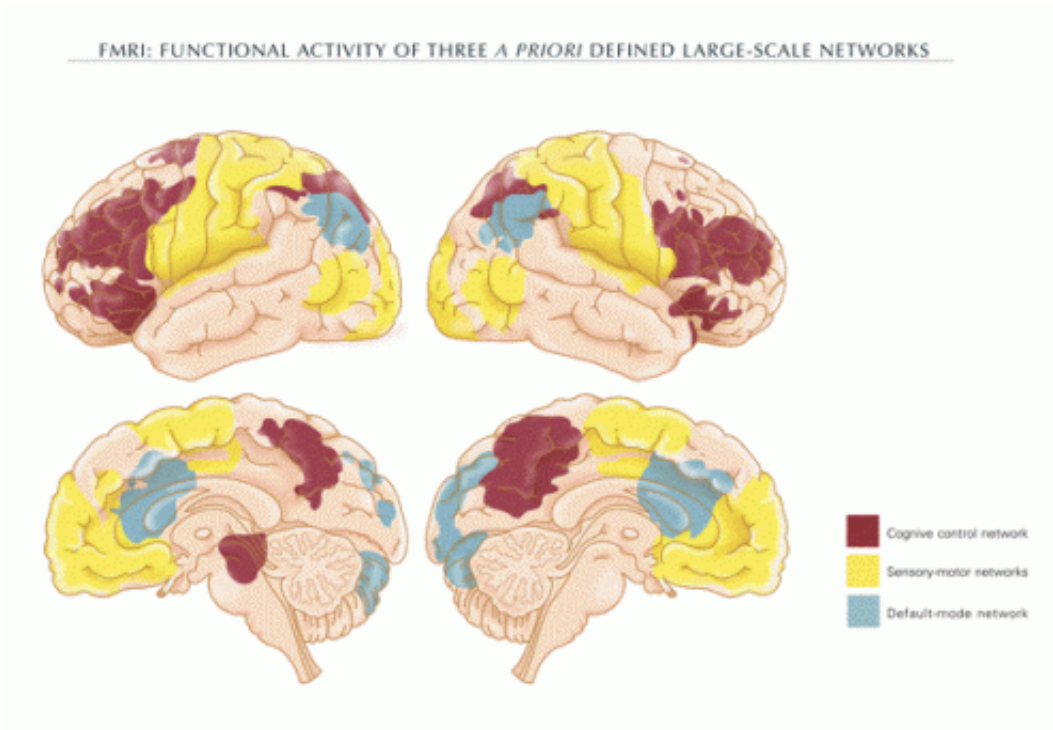 FMRI: FUNCTIONAL ACTIVITY OF THREE A PRIORI DEFINED LARGE-SCALE NETWORKS
Cognive control network
Sensory-motor networks
Default-mode network